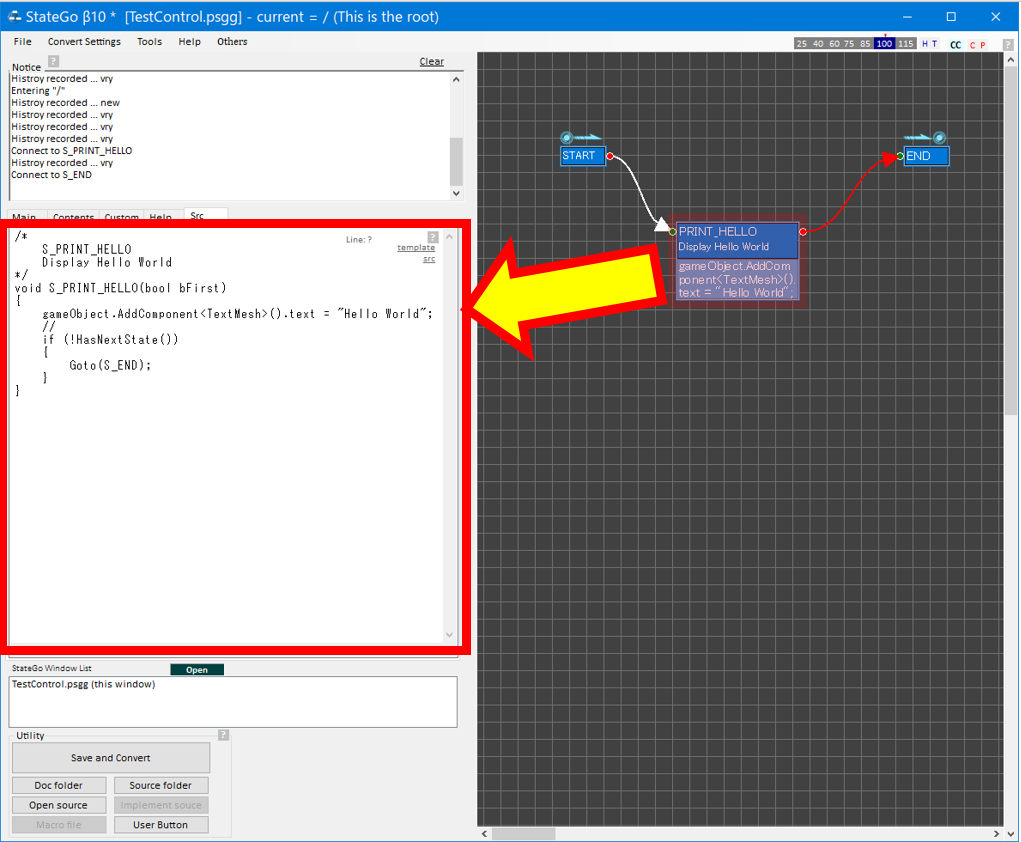 StateGo β10 * [TestControl.psgg] - current = / (This is the root)
File Convert Settings Tools Help Others
25 40 60 75 85 100 115 H T CC C P ?
Notice ? Clear
Histroy recorded ... vry
Entering "/"
Histroy recorded ... new
Histroy recorded ... vry
Histroy recorded ... vry
Histroy recorded ... vry
Connect to S_PRINT_HELLO
Histroy recorded ... vry
Connect to S_END
Main Contents Custom Help Src
Line: ? ?
template
src
/*
S_PRINT_HELLO
Display Hello World
*/
void S_PRINT_HELLO(bool bFirst)
{
gameObject.AddComponent<TextMesh>().text = "Hello World";
//
if (!HasNextState())
{
Goto(S_END);
}
}
StateGo Window List Open
TestControl.psgg (this window)
Utility ?
Save and Convert
Doc folder Source folder
Open source Implement souce
Macro file User Button
START
END
PRINT_HELLO
Display Hello World
gameObject.AddCom
ponent<TextMesh>().
text = "Hello World",